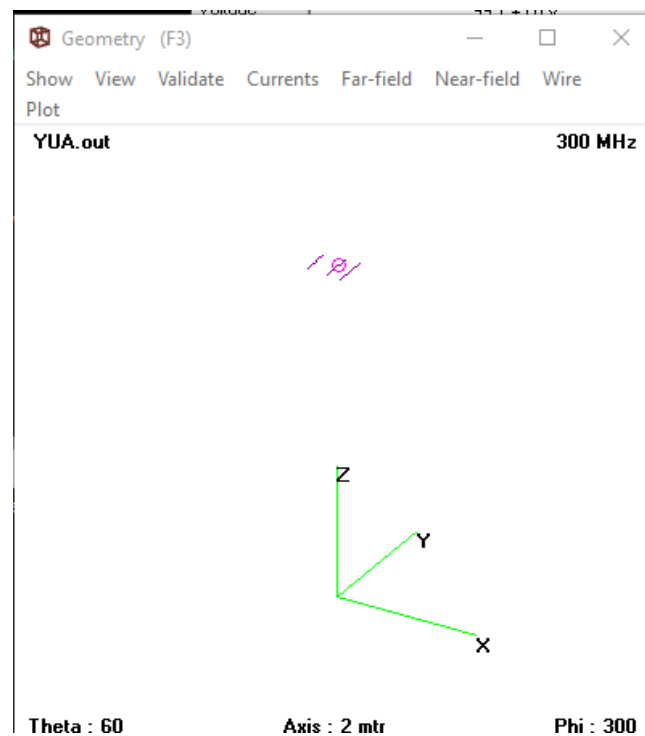 Geometry (F3)
Show View Validate Currents Far-field Near-field Wire
Plot
YUA.out 300 MHz
Z
Y
X
Theta : 60 Axis : 2 mtr Phi : 300